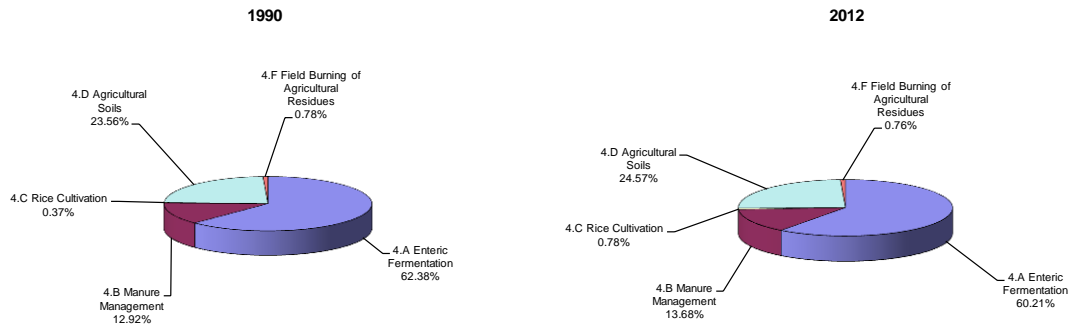 1990
4.F Field Burning of
Agricultural
Residues
0.78%
4.D Agricultural
Soils
23.56%
4.C Rice Cultivation
0.37%
4.B Manure
Management
12.92%
4.A Enteric
Fermentation
62.38%
2012
4.F Field Burning of
Agricultural
Residues
0.76%
4.D Agricultural
Soils
24.57%
4.C Rice Cultivation
0.78%
4.B Manure
Management
13.68%
4.A Enteric
Fermentation
60.21%